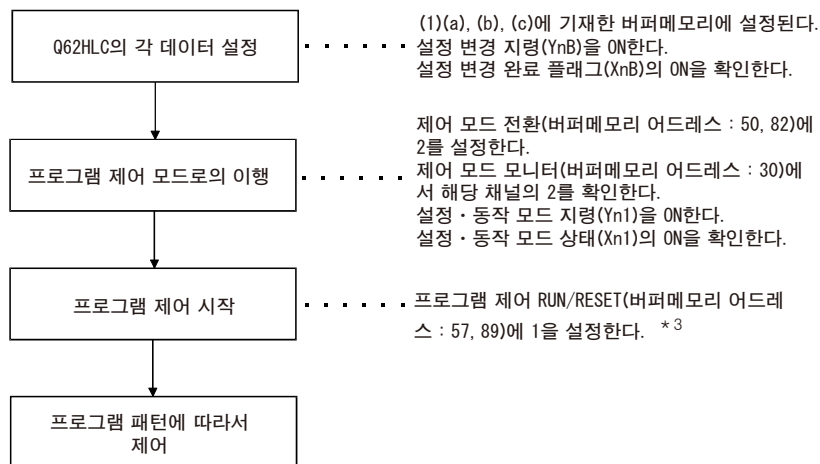 Q62HLC의 각 데이터 설정
(1)(a), (b), (c)에 기재한 버퍼메모리에 설정된다.
설정 변경 지령(YnB)을 ON한다.
설정 변경 완료 플래그(XnB)의 ON을 확인한다.
프로그램 제어 모드로의 이행
제어 모드 전환(버퍼메모리 어드레스 : 50, 82)에
2를 설정한다.
제어 모드 모니터(버퍼메모리 어드레스 : 30)에
서 해당 채널의 2를 확인한다.
설정・동작 모드 지령(Yn1)을 ON한다.
설정・동작 모드 상태(Xn1)의 ON을 확인한다.
프로그램 제어 시작
프로그램 제어 RUN/RESET(버퍼메모리 어드레
스 : 57, 89)에 1을 설정한다. *3
프로그램 패턴에 따라서
제어